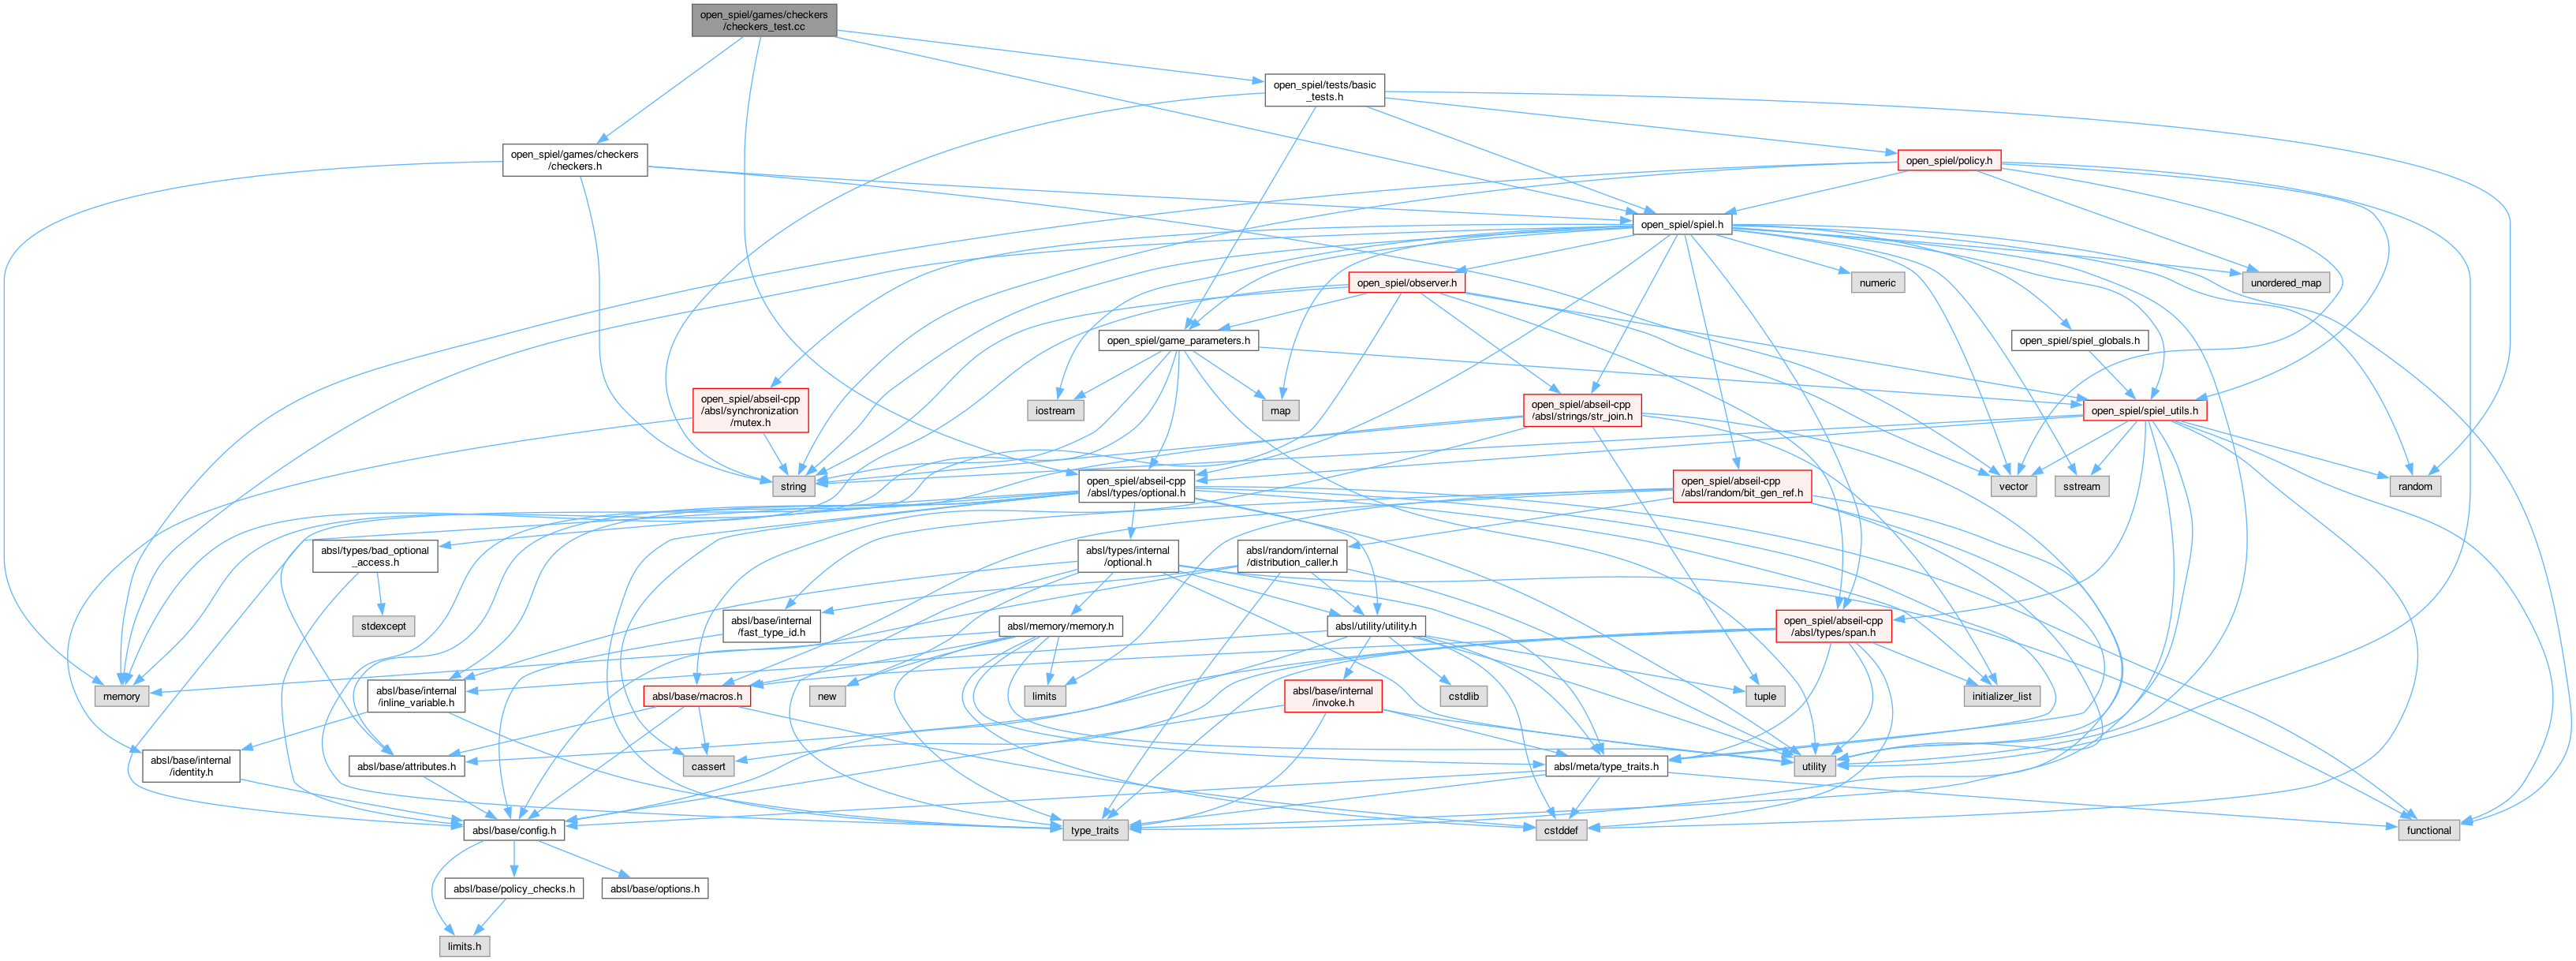 open_spiel/games/checkers
/checkers_test.cc
open_spiel/tests/basic
_tests.h
open_spiel/games/checkers
/checkers.h
open_spiel/policy.h
open_spiel/spiel.h
open_spiel/observer.h
numeric
unordered_map
open_spiel/game_parameters.h
open_spiel/spiel_globals.h
open_spiel/abseil-cpp
/absl/synchronization
/mutex.h
iostream
map
open_spiel/abseil-cpp
/absl/strings/str_join.h
open_spiel/spiel_utils.h
string
open_spiel/abseil-cpp
/absl/types/optional.h
open_spiel/abseil-cpp
/absl/random/bit_gen_ref.h
vector
sstream
random
absl/types/bad_optional
_access.h
absl/types/internal
/optional.h
absl/random/internal
/distribution_caller.h
stdexcept
absl/base/internal
/fast_type_id.h
absl/memory/memory.h
absl/utility/utility.h
open_spiel/abseil-cpp
/absl/types/span.h
memory
absl/base/internal
/inline_variable.h
absl/base/macros.h
new
limits
absl/base/internal
/invoke.h
cstdlib
tuple
initializer_list
absl/base/internal
/identity.h
absl/base/attributes.h
cassert
absl/meta/type_traits.h
utility
absl/base/config.h
type_traits
cstddef
functional
absl/base/policy_checks.h
absl/base/options.h
limits.h